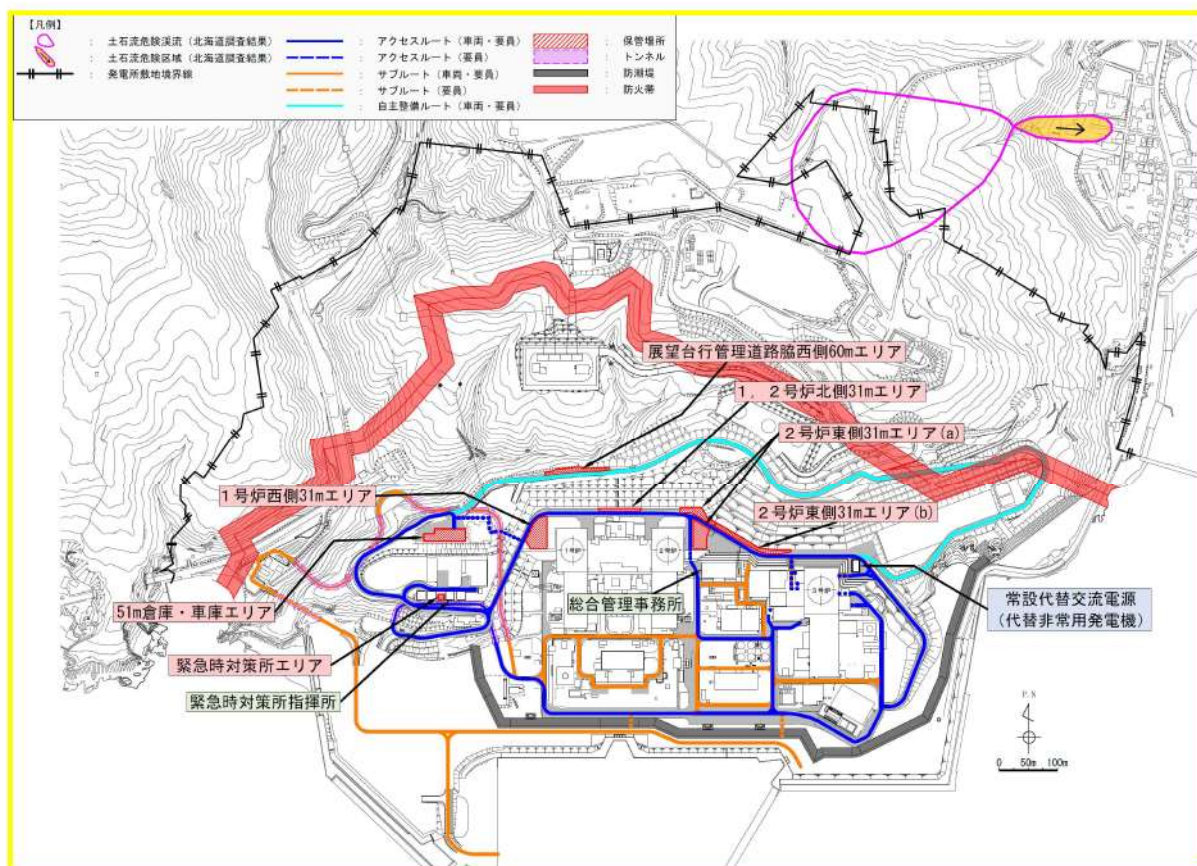 【凡例】
： 土石流危険渓流（北海道調査結果）
： 土石流危険区域（北海道調査結果）
： 発電所敷地境界線
： アクセスルート（車両・要員）
： アクセスルート（要員）
： サブルート（車両・要員）
： サブルート（要員）
： 自主整備ルート（車両・要員）
： 保管場所
： トンネル
： 防潮堤
： 防火帯
展望台行管理道路脇西側60mエリア
1，2号炉北側31mエリア
2号炉東側31mエリア(a)
1号炉西側31mエリア
2号炉東側31mエリア(b)
1号炉
2号炉
3号炉
総合管理事務所
常設代替交流電源
（代替非常用発電機）
51m倉庫・車庫エリア
緊急時対策所エリア
緊急時対策所指揮所
P.N
0 50m 100m